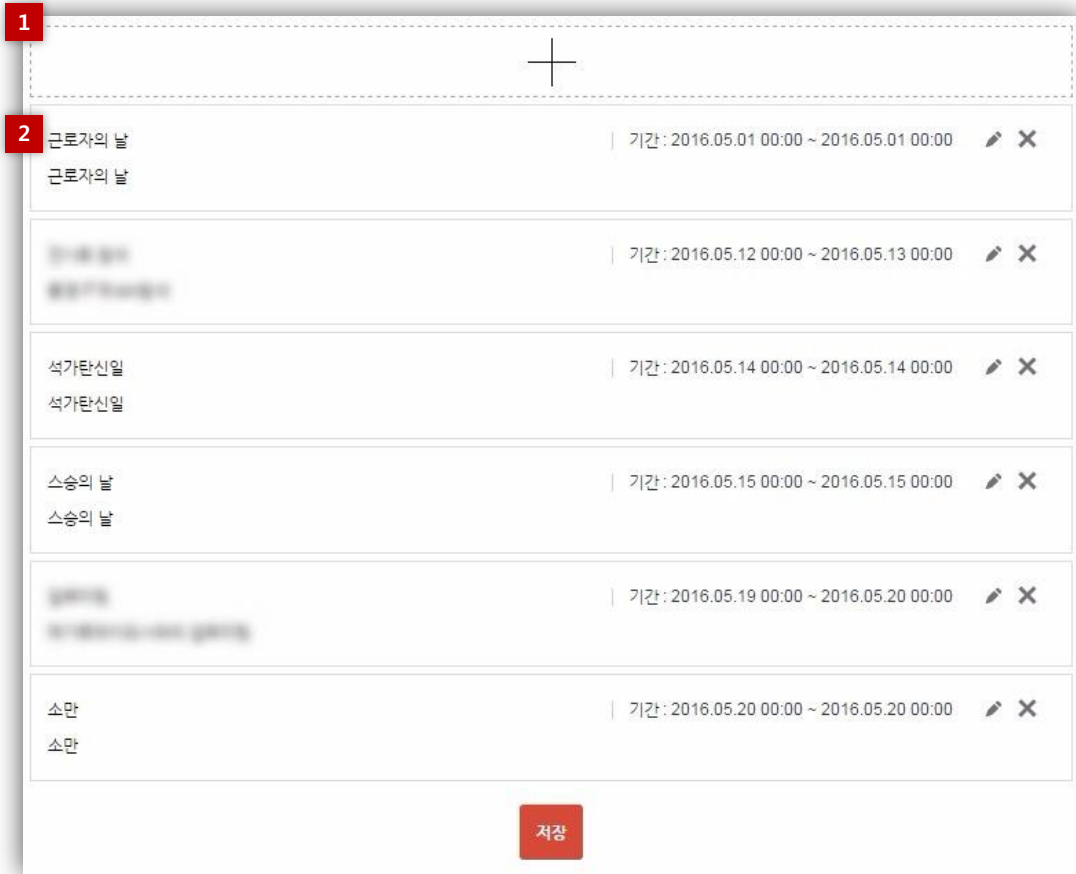 1
2
근로자의 날 | 기간 : 2016.05.01 00:00 ~ 2016.05.01 00:00
근로자의 날
| 기간 : 2016.05.12 00:00 ~ 2016.05.13 00:00
석가탄신일 | 기간 : 2016.05.14 00:00 ~ 2016.05.14 00:00
석가탄신일
스승의 날 | 기간 : 2016.05.15 00:00 ~ 2016.05.15 00:00
스승의 날
| 기간 : 2016.05.19 00:00 ~ 2016.05.20 00:00
소만 | 기간 : 2016.05.20 00:00 ~ 2016.05.20 00:00
소만
저장